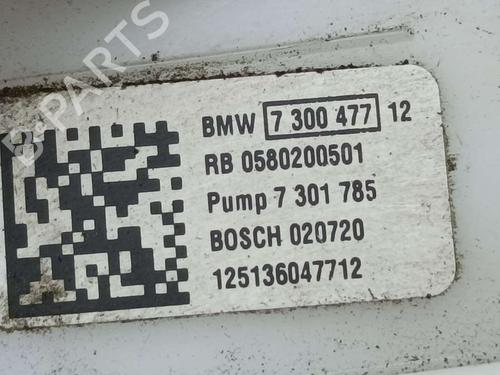 BMW 7 300 477 12
RB 0580200501
Pump 7 301 785
BOSCH 020720
125136047712
B-PARTS